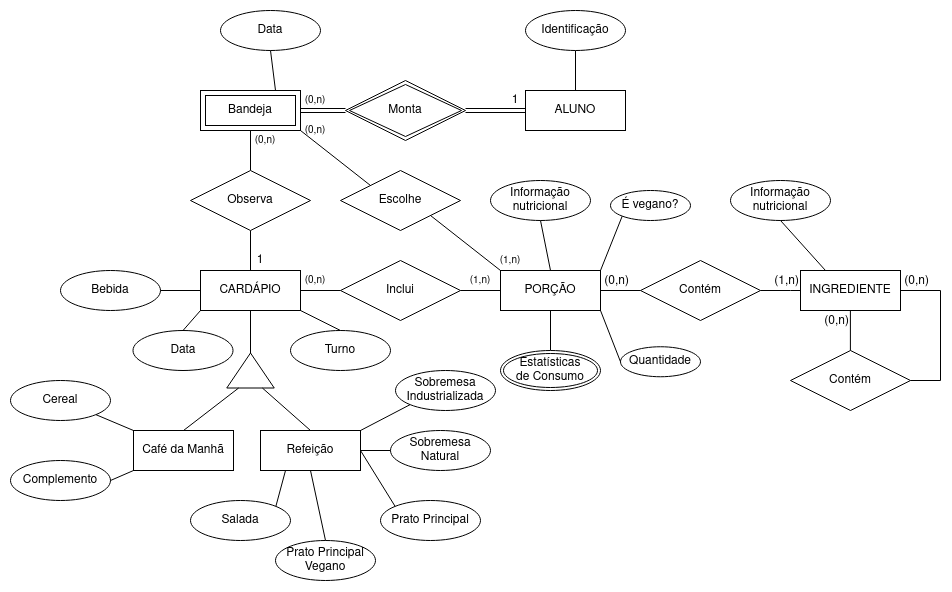 Data
Identificação
Bandeja
(0,n)
Monta
1
ALUNO
(0,n)
(0,n)
Observa
Escolhe
Informação
nutricional
É vegano?
Informação
nutricional
1
(1,n)
Bebida
CARDÁPIO
(0,n)
Inclui
(1,n)
PORÇÃO
(0,n)
Contém
(1,n)
INGREDIENTE
(0,n)
(0,n)
Data
Turno
Estatísticas
de Consumo
Quantidade
Contém
Cereal
Sobremesa
Industrializada
Café da Manhã
Refeição
Sobremesa
Natural
Complemento
Salada
Prato Principal
Prato Principal
Vegano